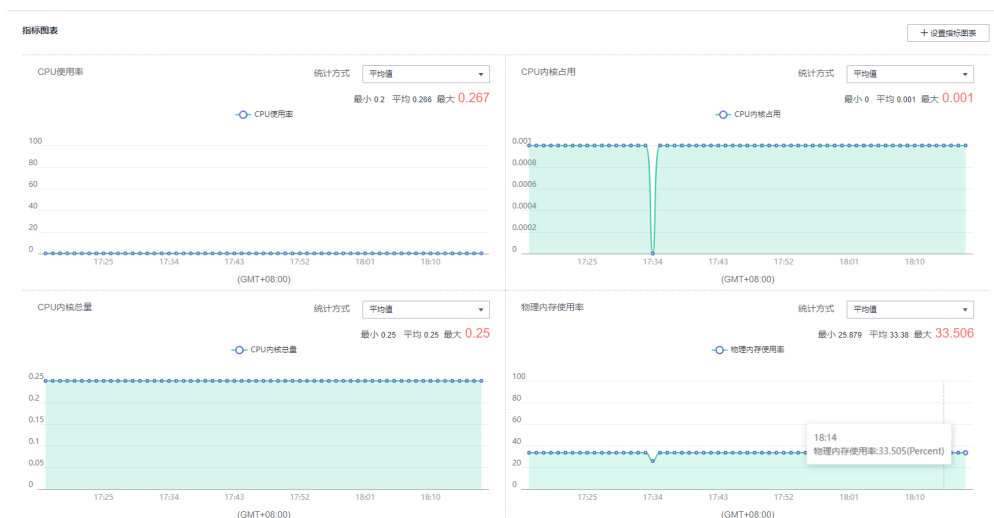 指标图表
+ 设置指标图表
CPU使用率
统计方式 平均值
最小 0.2 平均 0.266 最大 0.267
CPU使用率
100
80
60
40
20
0
17:25 17:34 17:43 17:52 18:01 18:10
(GMT+08:00)
CPU内核占用
统计方式 平均值
最小 0 平均 0.001 最大 0.001
CPU内核占用
0.001
0.0008
0.0006
0.0004
0.0002
0
17:25 17:34 17:43 17:52 18:01 18:10
(GMT+08:00)
CPU内核总量
统计方式 平均值
最小 0.25 平均 0.25 最大 0.25
CPU内核总量
0.25
0.2
0.15
0.1
0.05
0
17:25 17:34 17:43 17:52 18:01 18:10
(GMT+08:00)
物理内存使用率
统计方式 平均值
最小 25.879 平均 33.38 最大 33.506
物理内存使用率
100
80
60
40
20
0
18:14
物理内存使用率:33.505(Percent)
17:25 17:34 17:43 17:52 18:01 18:10
(GMT+08:00)